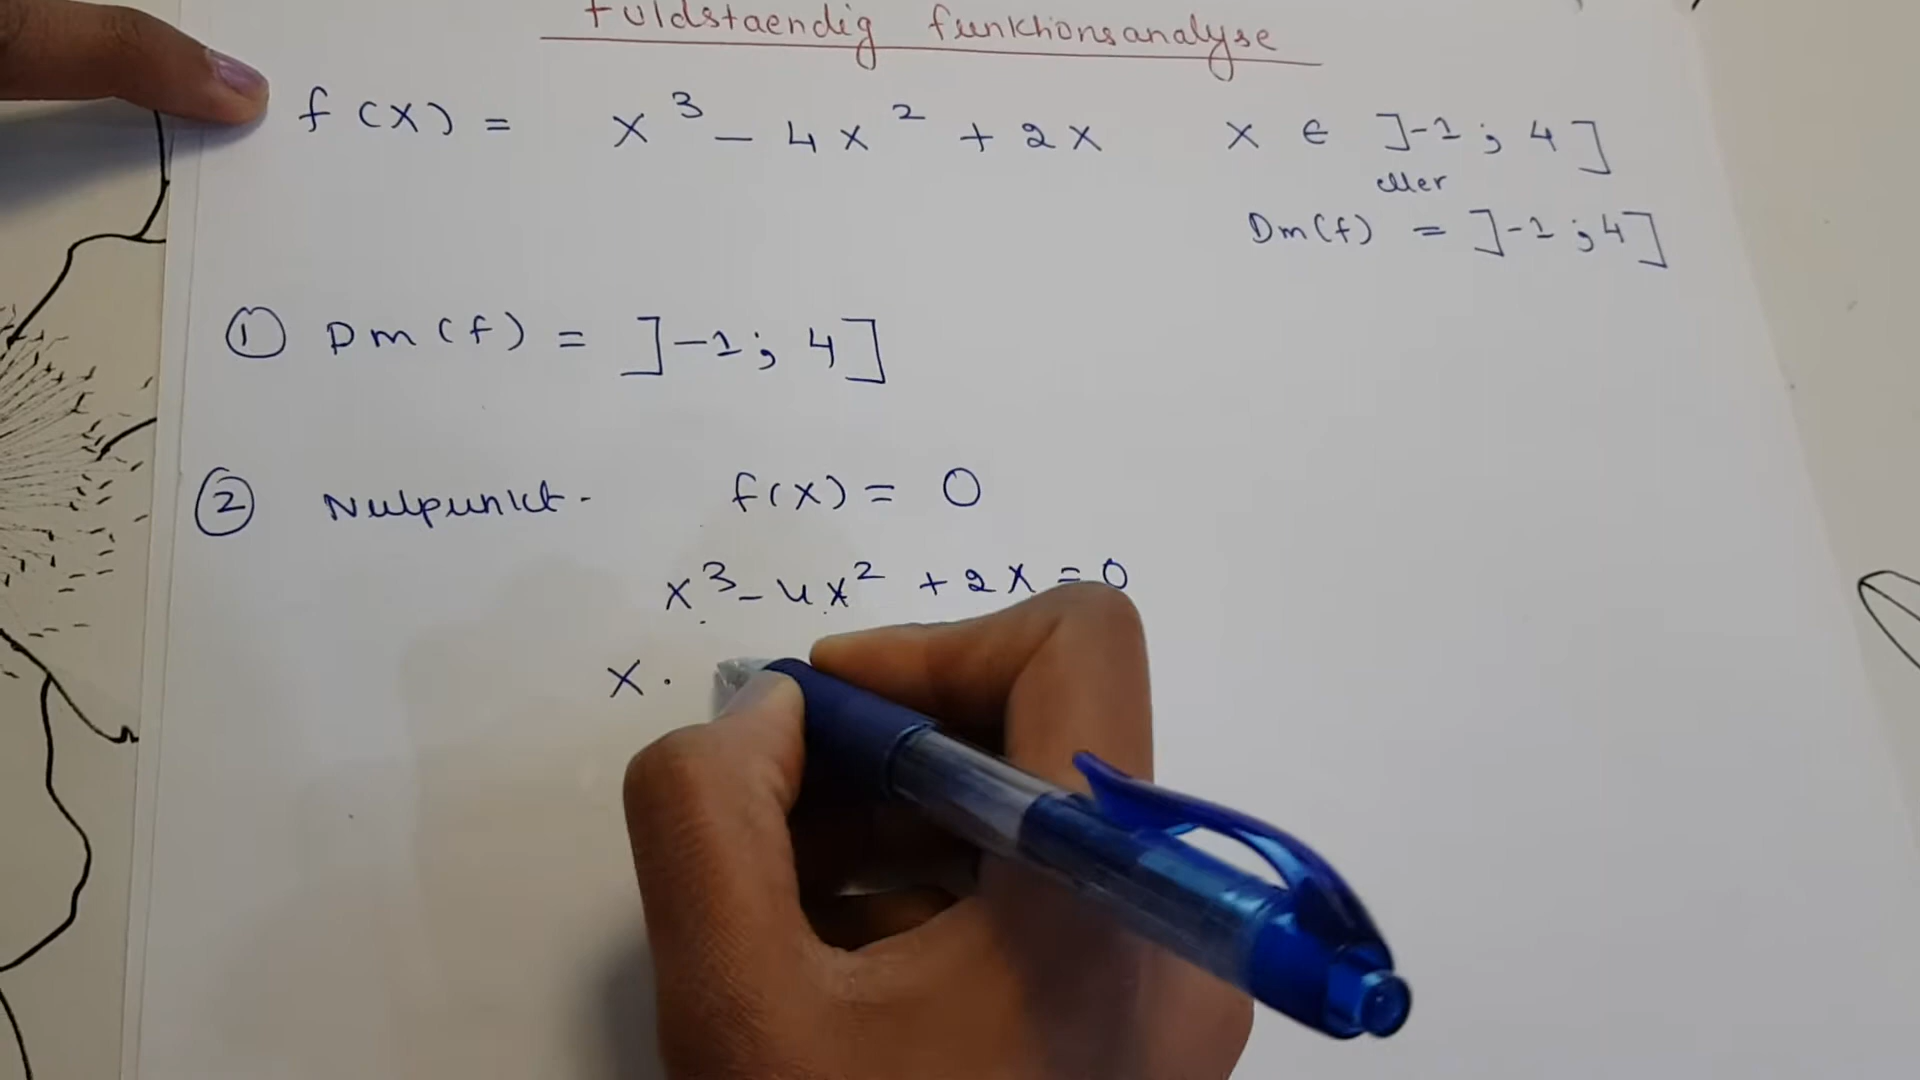 Fuldstaendig funktionsanalyse
f(x) = x³ - 4x² + 2x x ∈ ]-1 ; 4]
eller
Dm(f) = ]-1 ; 4]
① Dm(f) = ]-1 ; 4]
② Nulpunkt - f(x) = 0
x³ - 4x² + 2x = 0
x ·